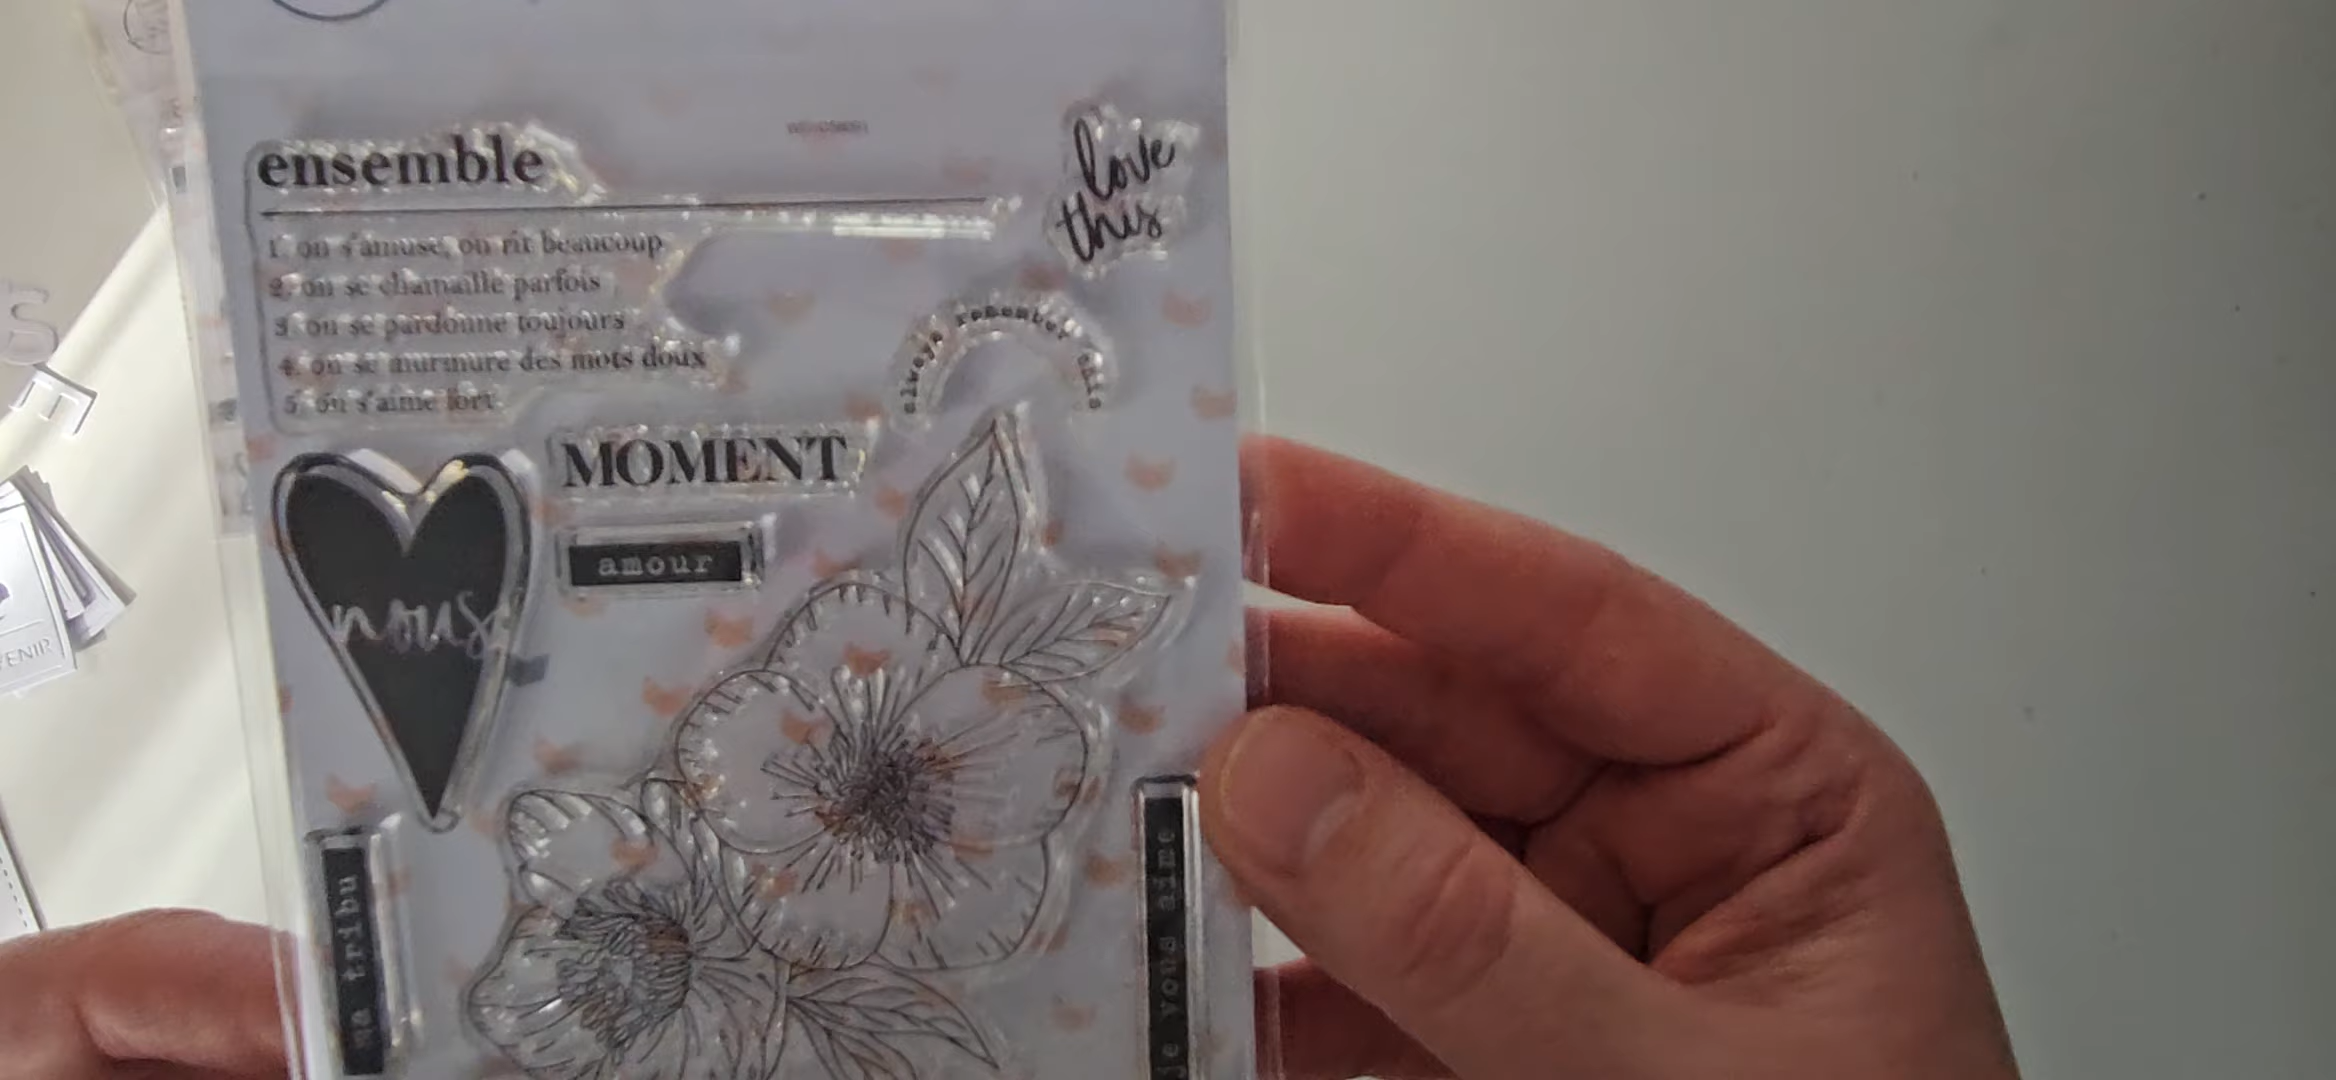 ensemble
1. on s'amuse, on rit beaucoup
2. on se chamaille parfois
3. on se pardonne toujours
4. on se murmure des mots doux
5. on s'aime fort
love
this
always remember this
MOMENT
amour
nous
ma tribu
je vous aime
VENIR
S
E